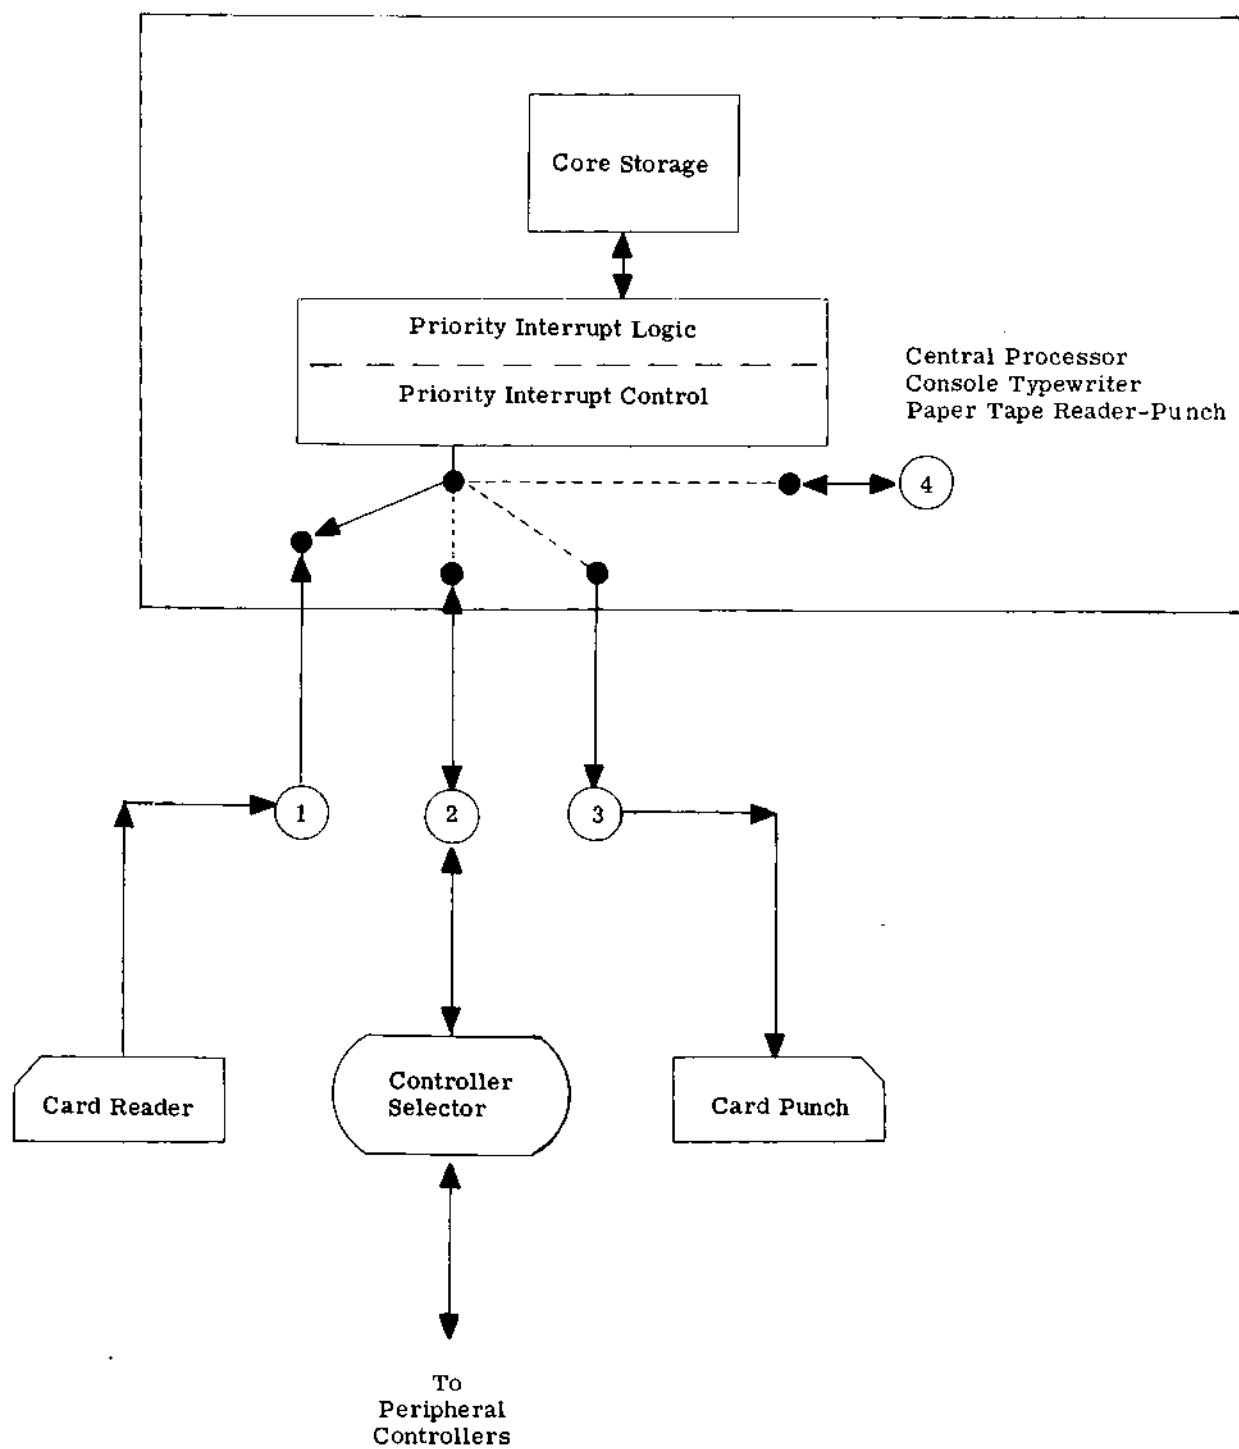 Core Storage
Priority Interrupt Logic
Priority Interrupt Control
Central Processor
Console Typewriter
Paper Tape Reader-Punch
4
1
2
3
Card Reader
Controller
Selector
Card Punch
To
Peripheral
Controllers